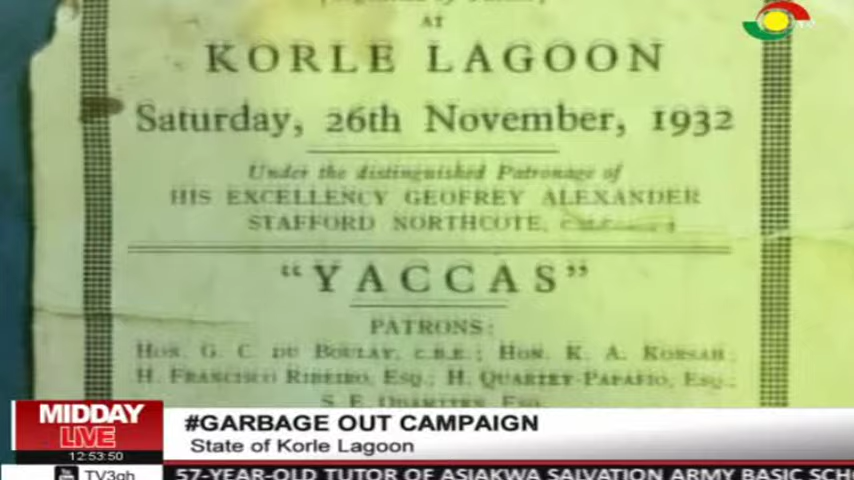 AT
KORLE LAGOON
Saturday, 26th November, 1932
Under the distinguished Patronage of
HIS EXCELLENCY GEOFREY ALEXANDER
STAFFORD NORTHCOTE,
"YACCAS"
PATRONS:
HON. G. C. DU BOULAY, C.B.E.; HON. K. A. KORSAH
H. FRANCISCO RIBEIRO, ESQ.; H. QUARTEY-PAPAFIO, ESQ.;
MIDDAY
LIVE
12:53:50
#GARBAGE OUT CAMPAIGN
State of Korle Lagoon
TV3gh
57-YEAR-OLD TUTOR OF ASIAKWA SALVATION ARMY BASIC SCHO